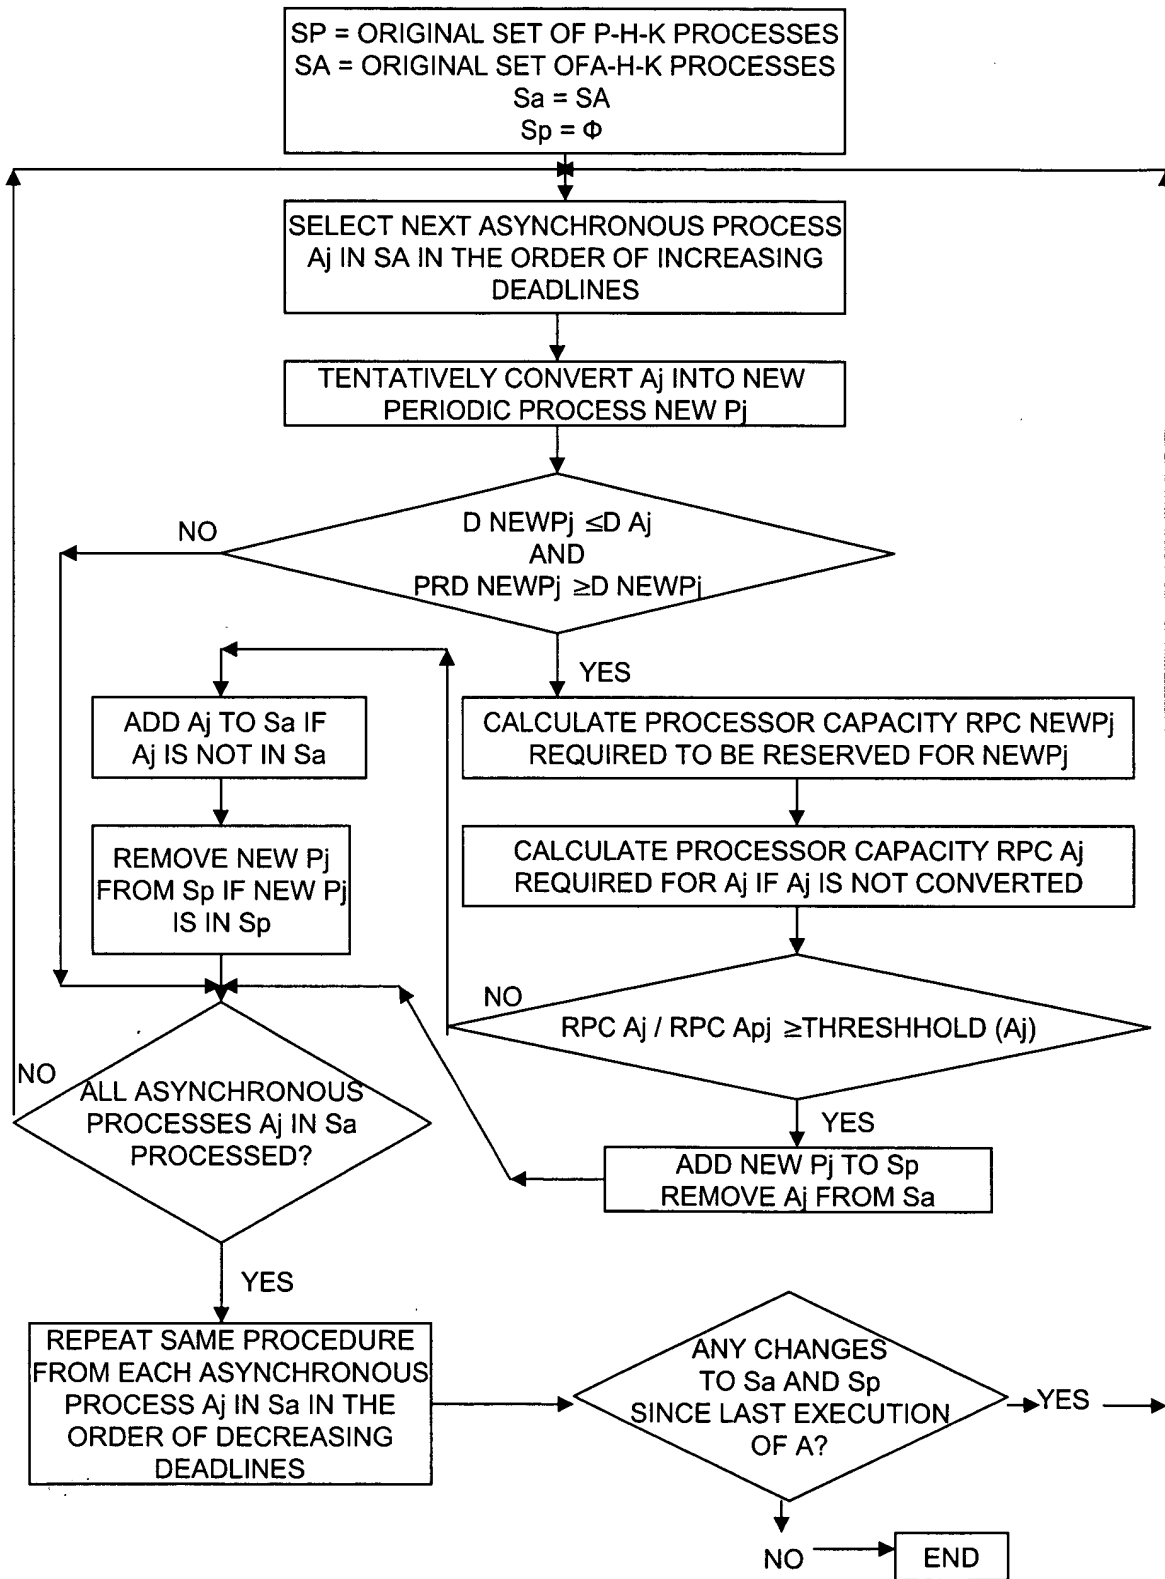 SP = ORIGINAL SET OF P-H-K PROCESSES
SA = ORIGINAL SET OFA-H-K PROCESSES
Sa = SA
Sp = Φ
SELECT NEXT ASYNCHRONOUS PROCESS
Aj IN SA IN THE ORDER OF INCREASING
DEADLINES
TENTATIVELY CONVERT Aj INTO NEW
PERIODIC PROCESS NEW Pj
NO
D NEWPj ≤D Aj
AND
PRD NEWPj ≥D NEWPj
YES
ADD Aj TO Sa IF
Aj IS NOT IN Sa
CALCULATE PROCESSOR CAPACITY RPC NEWPj
REQUIRED TO BE RESERVED FOR NEWPj
REMOVE NEW Pj
FROM Sp IF NEW Pj
IS IN Sp
CALCULATE PROCESSOR CAPACITY RPC Aj
REQUIRED FOR Aj IF Aj IS NOT CONVERTED
NO
RPC Aj / RPC Apj ≥THRESHHOLD (Aj)
NO
ALL ASYNCHRONOUS
PROCESSES Aj IN Sa
PROCESSED?
YES
ADD NEW Pj TO Sp
REMOVE Aj FROM Sa
YES
REPEAT SAME PROCEDURE
FROM EACH ASYNCHRONOUS
PROCESS Aj IN Sa IN THE
ORDER OF DECREASING
DEADLINES
ANY CHANGES
TO Sa AND Sp
SINCE LAST EXECUTION
OF A?
YES
NO
END